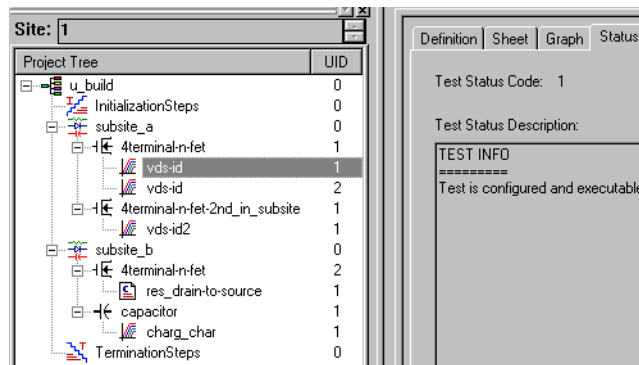 Site: 1
Project Tree UID
u_build 0
InitializationSteps 0
subsite_a 0
4terminal-n-fet 1
vds-id 1
vds-id 2
4terminal-n-fet-2nd_in_subsite 1
vds-id2 1
subsite_b 0
4terminal-n-fet 2
res_drain-to-source 1
capacitor 1
charg_char 1
TerminationSteps 0
Definition Sheet Graph Status
Test Status Code: 1
Test Status Description:
TEST INFO
=========
Test is configured and executable